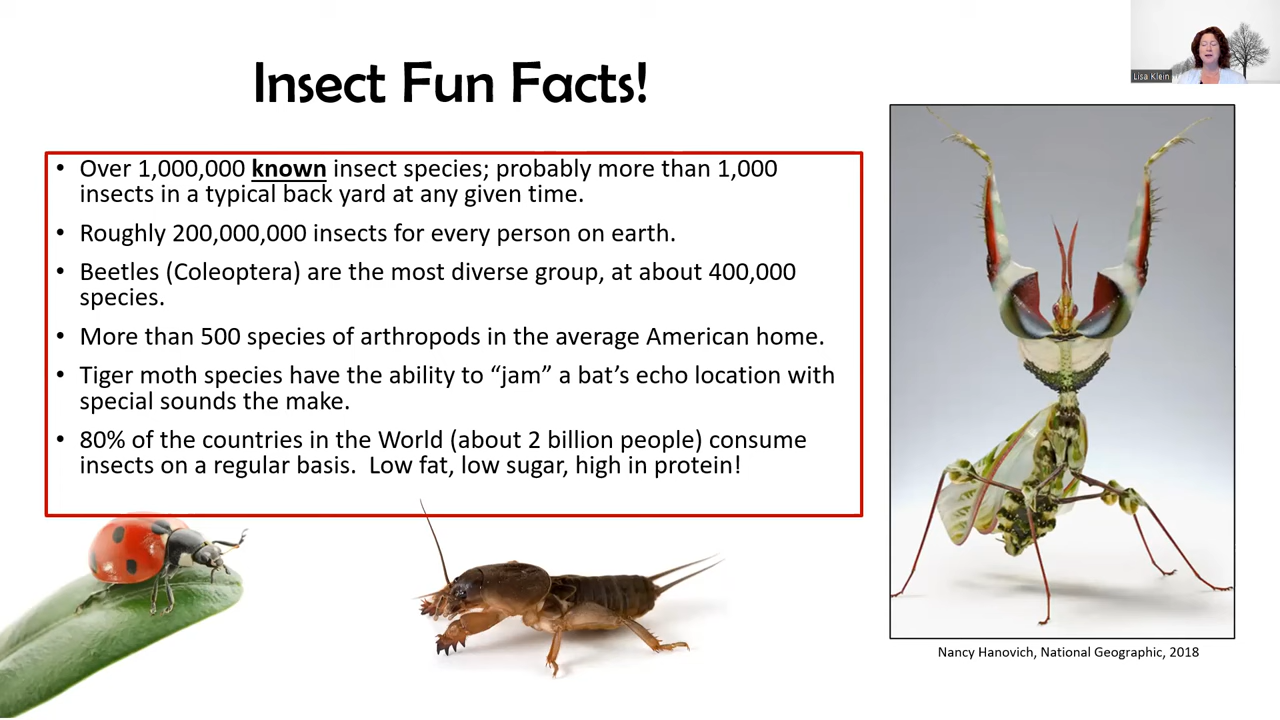 Insect Fun Facts!
Lisa Klein
• Over 1,000,000 known insect species; probably more than 1,000
insects in a typical back yard at any given time.
• Roughly 200,000,000 insects for every person on earth.
• Beetles (Coleoptera) are the most diverse group, at about 400,000
species.
• More than 500 species of arthropods in the average American home.
• Tiger moth species have the ability to “jam” a bat’s echo location with
special sounds the make.
• 80% of the countries in the World (about 2 billion people) consume
insects on a regular basis.  Low fat, low sugar, high in protein!
Nancy Hanovich, National Geographic, 2018